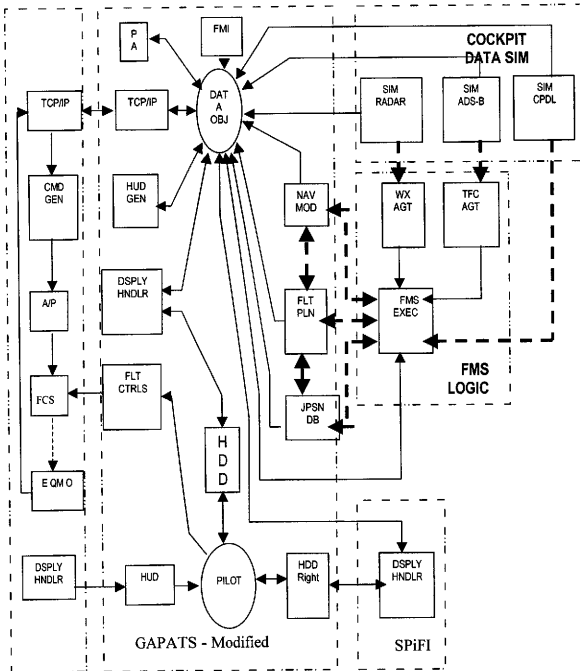 P
A
FMI
COCKPIT
DATA SIM
TCP/IP
TCP/IP
DAT
A
OBJ
SIM
RADAR
SIM
ADS-B
SIM
CPDL
CMD
GEN
HUD
GEN
NAV
MOD
WX
AGT
TFC
AGT
A/P
DSPLY
HNDLR
FLT
PLN
FMS
EXEC
FMS
LOGIC
FCS
FLT
CTRLS
JPSN
DB
H
D
D
E QM O
DSPLY
HNDLR
HUD
PILOT
HDD
Right
DSPLY
HNDLR
GAPATS - Modified
SPiFI